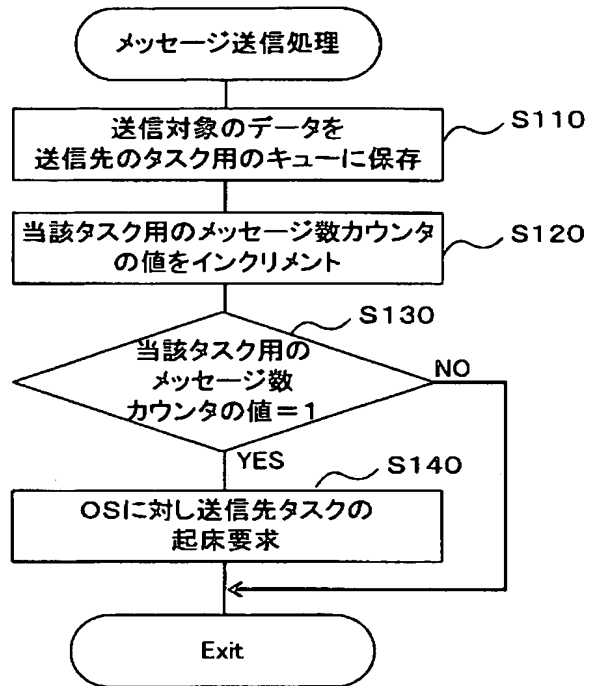 メッセージ送信処理
送信対象のデータを
送信先のタスク用のキューに保存
S110
当該タスク用のメッセージ数カウンタ
の値をインクリメント
S120
S130
当該タスク用の
メッセージ数
カウンタの値=1
NO
YES
S140
OSに対し送信先タスクの
起床要求
Exit